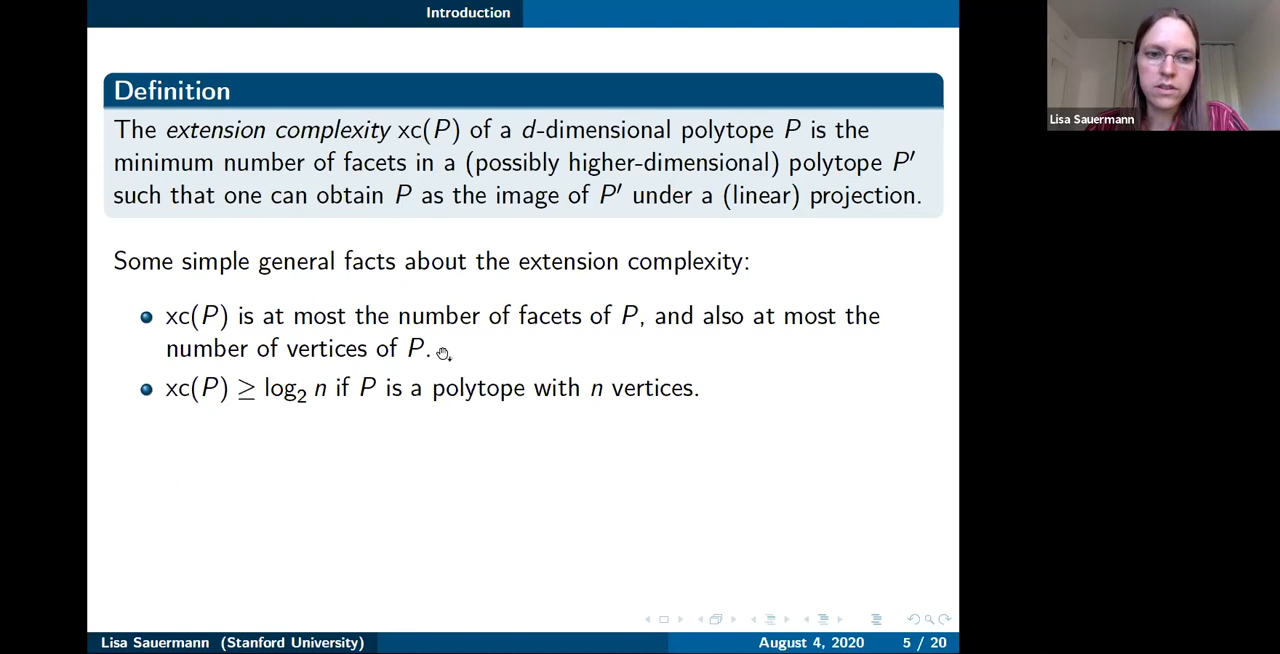 Introduction
Definition
The extension complexity xc(P) of a d-dimensional polytope P is the
minimum number of facets in a (possibly higher-dimensional) polytope P′
such that one can obtain P as the image of P′ under a (linear) projection.
Some simple general facts about the extension complexity:
xc(P) is at most the number of facets of P, and also at most the
number of vertices of P.
xc(P) ≥ log₂ n if P is a polytope with n vertices.
Lisa Sauermann (Stanford University)
August 4, 2020
5 / 20
Lisa Sauermann